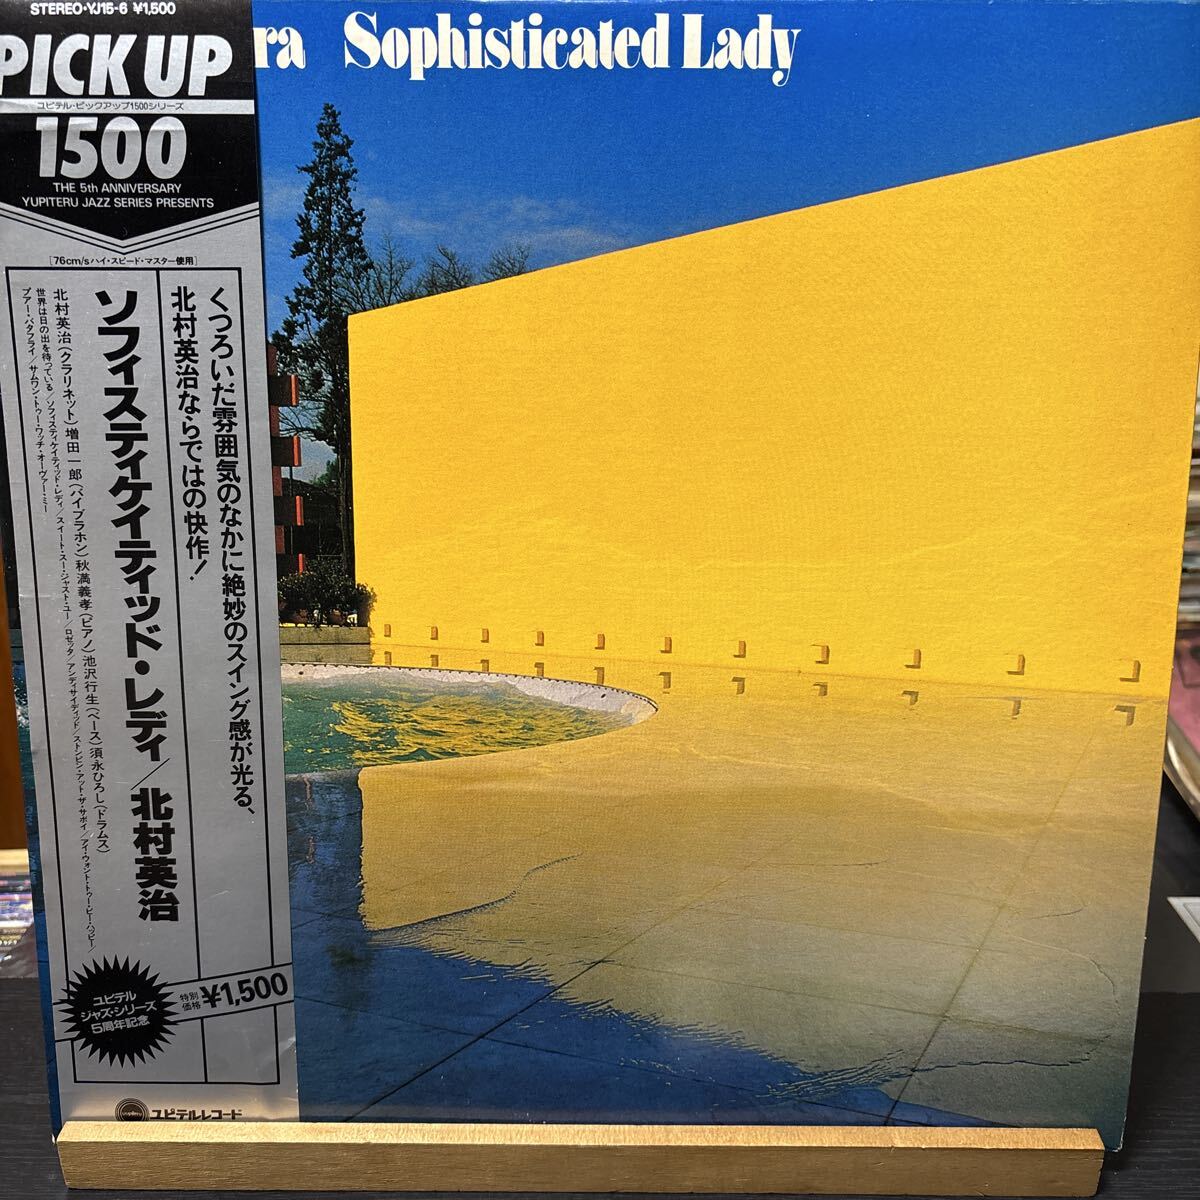 STEREO・YJ15-6 ¥1,500
PICK UP
ユピテル・ピックアップ1500シリーズ
1500
THE 5th ANNIVERSARY
YUPITERU JAZZ SERIES PRESENTS
ra Sophisticated Lady
[76cm/sハイ・スピード・マスター使用]
くつろいだ雰囲気のなかに絶妙のスイング感が光る、
北村英治ならではの快作!
ソフィスティケイティッド・レディ/北村英治
北村英治(クラリネット)増田一郎(バイブラホン)秋満義孝(ピアノ)池沢行生(ベース)須永ひろし(ドラムス)
世界は日の出を待っている/ソフィスティケイティッド・レディ/スイート・スー・ジャスト・ユー/ロゼッタ/アンディサイディッド/ストンピン・アット・ザ・サボイ/アイ・ウォント・トゥー・ビー・ハッピー/
プアー・バタフライ/サムワン・トゥー・ウォッチ・オーヴァー・ミー
特別価格 ¥1,500
ユピテル
ジャズ・シリーズ
5周年記念
yupiteru ユピテルレコード